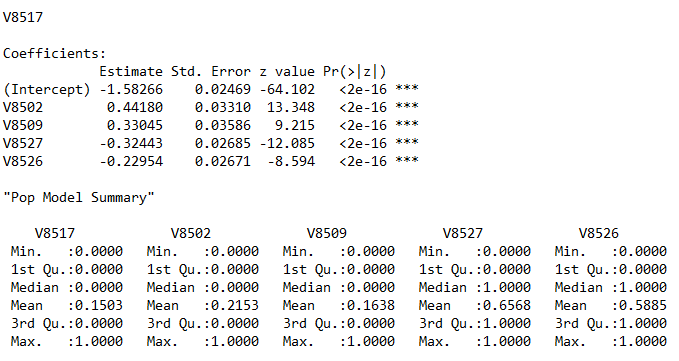 V8517
Coefficients:
Estimate Std. Error z value Pr(>|z|)
(Intercept) -1.58266 0.02469 -64.102 <2e-16 ***
V8502 0.44180 0.03310 13.348 <2e-16 ***
V8509 0.33045 0.03586 9.215 <2e-16 ***
V8527 -0.32443 0.02685 -12.085 <2e-16 ***
V8526 -0.22954 0.02671 -8.594 <2e-16 ***
"Pop Model Summary"
V8517 V8502 V8509 V8527 V8526
Min. :0.0000 Min. :0.0000 Min. :0.0000 Min. :0.0000 Min. :0.0000
1st Qu.:0.0000 1st Qu.:0.0000 1st Qu.:0.0000 1st Qu.:0.0000 1st Qu.:0.0000
Median :0.0000 Median :0.0000 Median :0.0000 Median :1.0000 Median :1.0000
Mean :0.1503 Mean :0.2153 Mean :0.1638 Mean :0.6568 Mean :0.5885
3rd Qu.:0.0000 3rd Qu.:0.0000 3rd Qu.:0.0000 3rd Qu.:1.0000 3rd Qu.:1.0000
Max. :1.0000 Max. :1.0000 Max. :1.0000 Max. :1.0000 Max. :1.0000